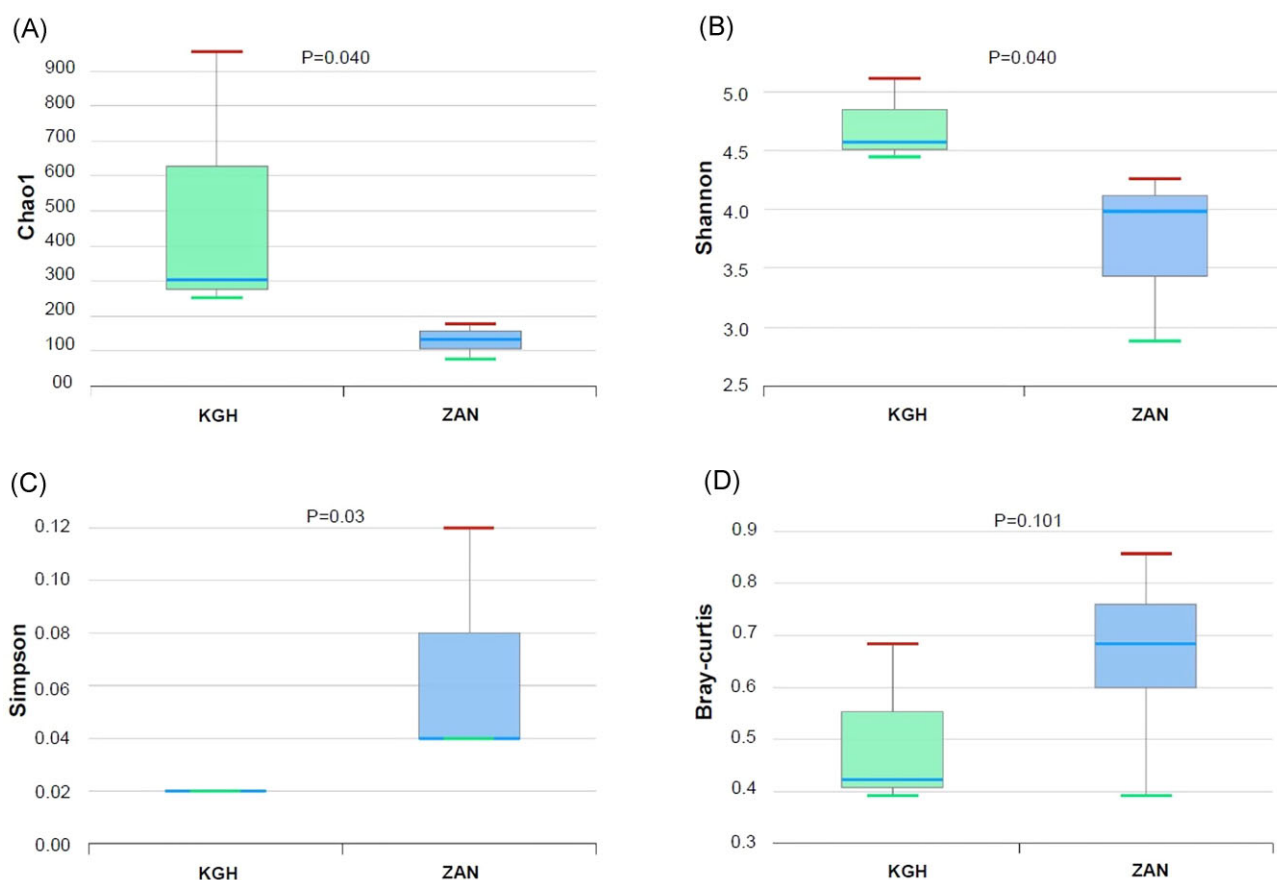 (A)
P=0.040
Chao1
900
800
700
600
500
400
300
200
100
00
KGH ZAN
(B)
P=0.040
Shannon
5.0
4.5
4.0
3.5
3.0
2.5
KGH ZAN
(C)
P=0.03
Simpson
0.12
0.10
0.08
0.06
0.04
0.02
0.00
KGH ZAN
(D)
P=0.101
Bray-curtis
0.9
0.8
0.7
0.6
0.5
0.4
0.3
KGH ZAN